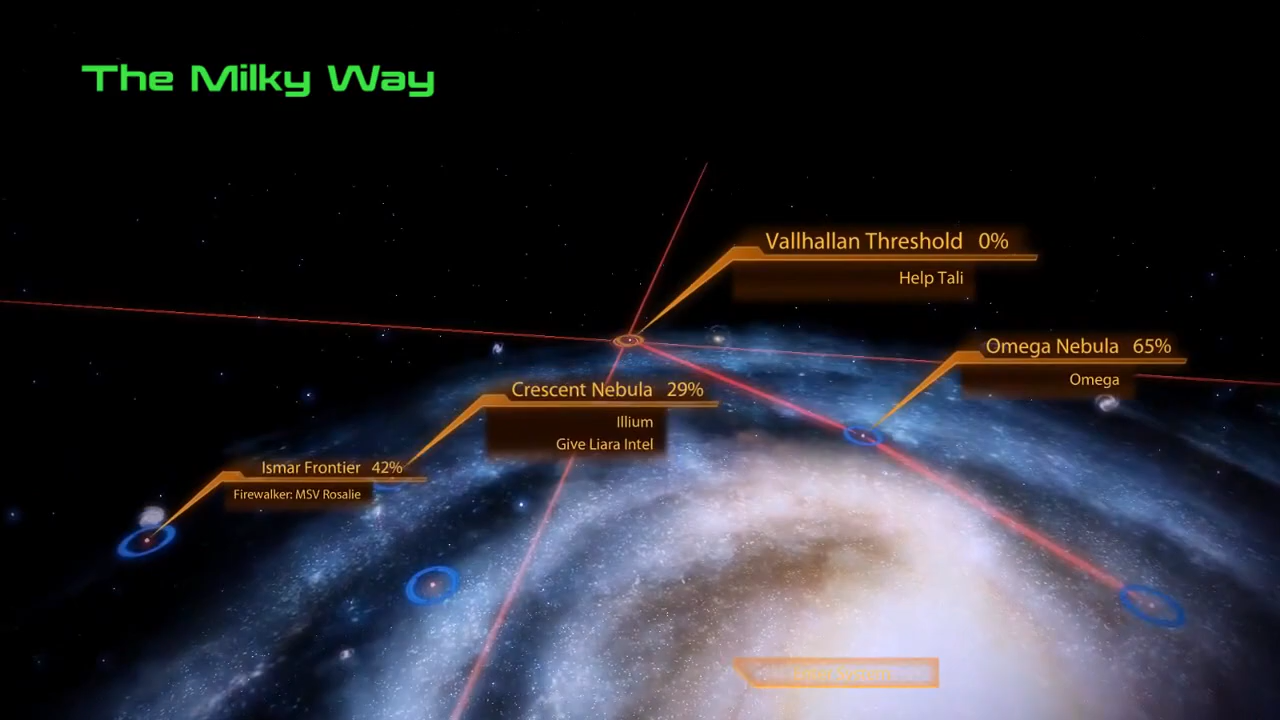 The Milky Way
Vallhallan Threshold 0%
Help Tali
Omega Nebula 65%
Omega
Crescent Nebula 29%
Illium
Give Liara Intel
Ismar Frontier 42%
Firewalker: MSV Rosalie